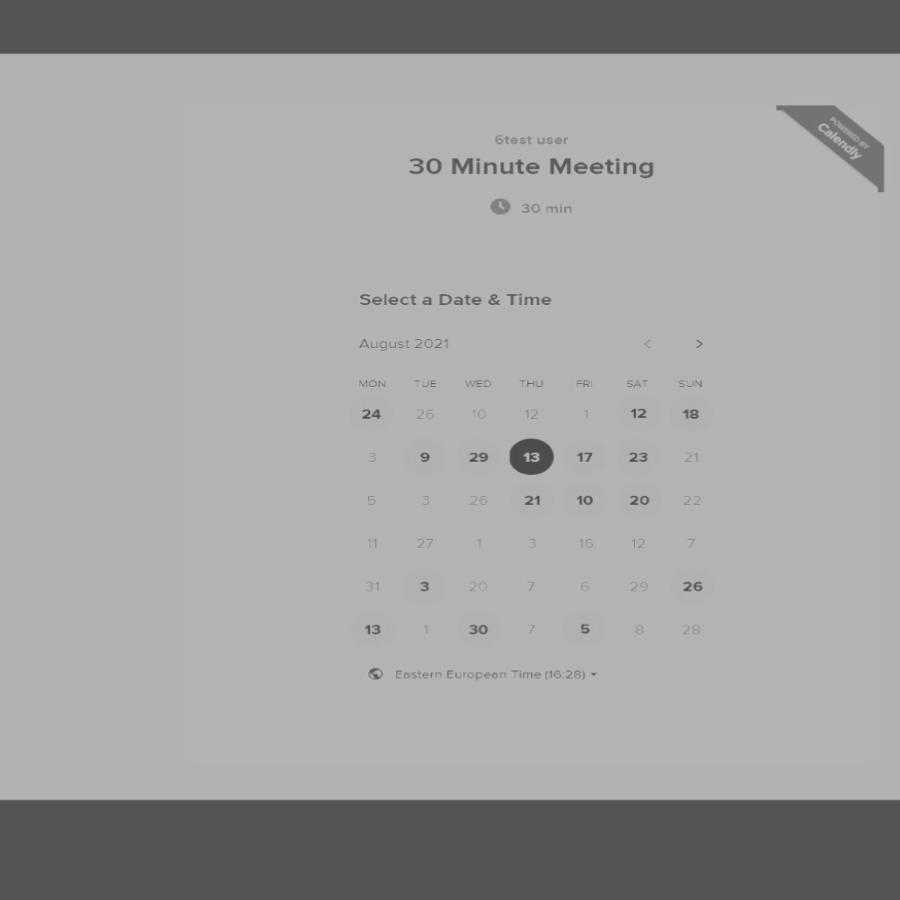 POWERED BY
Calendly
6test user
30 Minute Meeting
30 min
Select a Date & Time
August 2021 < >
MON TUE WED THU FRI SAT SUN
24 26 10 12 1 12 18
3 9 29 13 17 23 21
5 3 26 21 10 20 22
11 27 1 3 16 12 7
31 3 20 7 6 29 26
13 1 30 7 5 8 28
Eastern European Time (16:28)